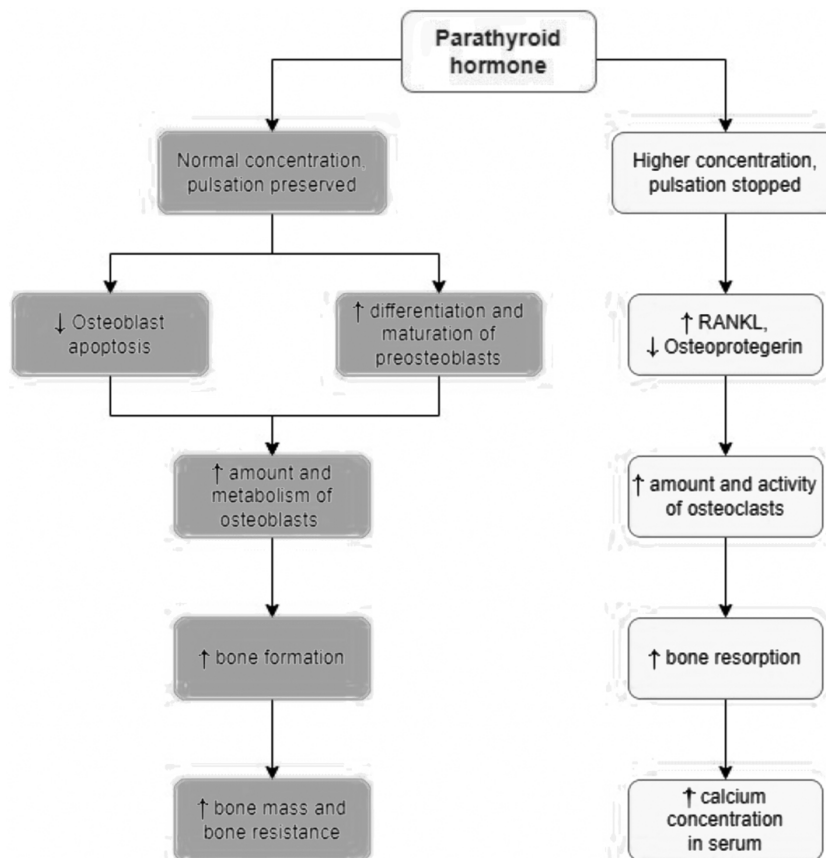 Parathyroid
hormone
Normal concentration,
pulsation preserved
Higher concentration,
pulsation stopped
↓ Osteoblast
apoptosis
↑ differentiation and
maturation of
preosteoblasts
↑ RANKL,
↓ Osteoprotegerin
↑ amount and
metabolism of
osteoblasts
↑ amount and activity
of osteoclasts
↑ bone formation
↑ bone resorption
↑ bone mass and
bone resistance
↑ calcium
concentration
in serum